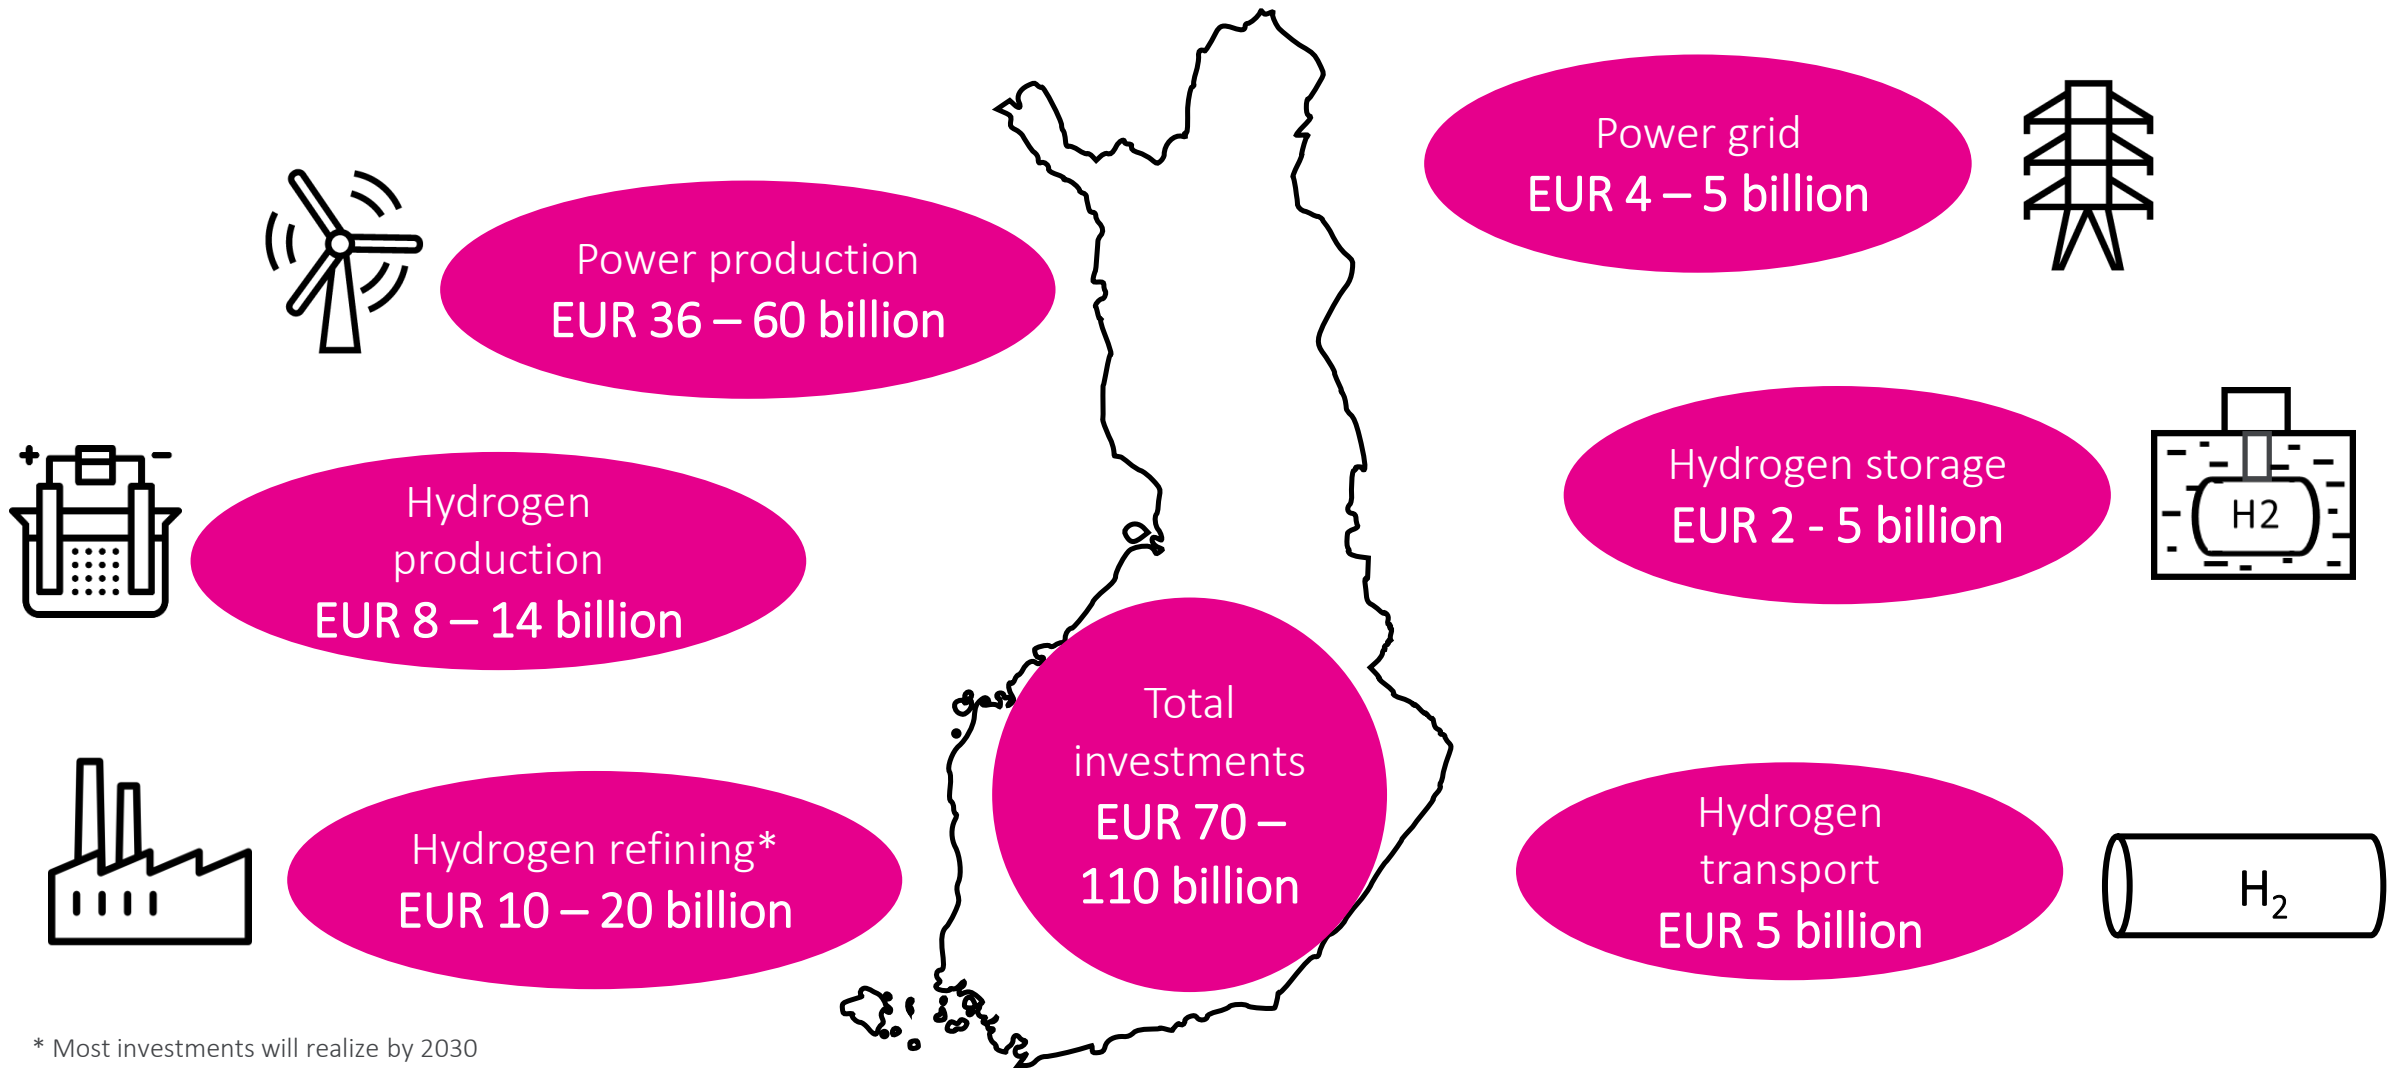 Power grid
EUR 4 – 5 billion
Power production
EUR 36 – 60 billion
Hydrogen storage
EUR 2 - 5 billion
H2
+ –
Hydrogen
production
EUR 8 – 14 billion
Total
investments
EUR 70 –
110 billion
Hydrogen refining*
EUR 10 – 20 billion
Hydrogen
transport
EUR 5 billion
H₂
* Most investments will realize by 2030